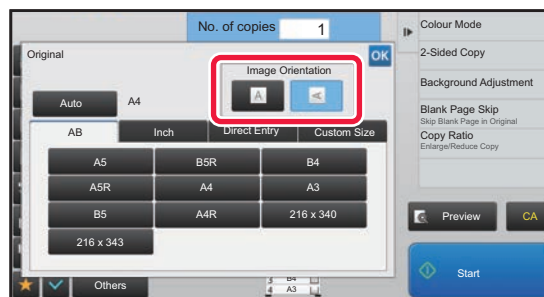 No. of copies 1
Original
OK
Image Orientation
A A
Auto A4
AB Inch Direct Entry Custom Size
A5 B5R B4
A5R A4 A3
B5 A4R 216 x 340
216 x 343
Others
B4
4 A3
Colour Mode
2-Sided Copy
Background Adjustment
Blank Page Skip
Skip Blank Page in Original
Copy Ratio
Enlarge/Reduce Copy
Preview CA
Start